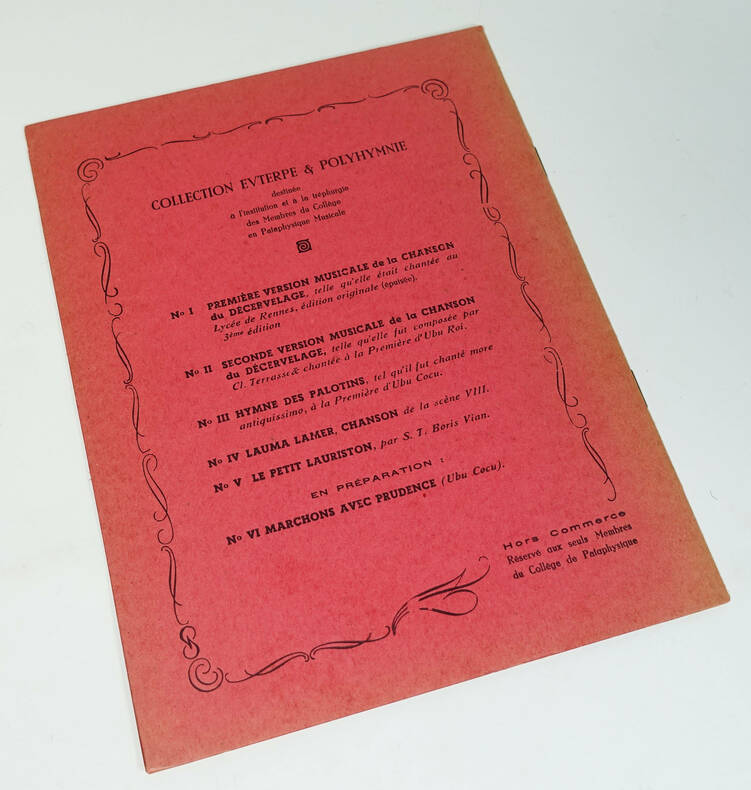 COLLECTION EVTERPE & POLYHYMNIE
destinée
à l'institution et à la tréphurgie
des Membres du Collège
en Pataphysique Musicale
No I PREMIÈRE VERSION MUSICALE de la CHANSON
du DÉCERVELAGE, telle qu'elle était chantée au
Lycée de Rennes, édition originale (épuisée).
3ème édition
No II SECONDE VERSION MUSICALE de la CHANSON
du DÉCERVELAGE, telle qu'elle fut composée par
Cl. Terrasse & chantée à la Première d'Ubu Roi.
No III HYMNE DES PALOTINS, tel qu'il fut chanté more
antiquissimo, à la Première d'Ubu Cocu.
No IV LAUMA LAMER, CHANSON de la scène VIII.
No V LE PETIT LAURISTON, par S. T. Boris Vian.
EN PRÉPARATION :
No VI MARCHONS AVEC PRUDENCE (Ubu Cocu).
Hors Commerce
Réservé aux seuls Membres
du Collège de Pataphysique